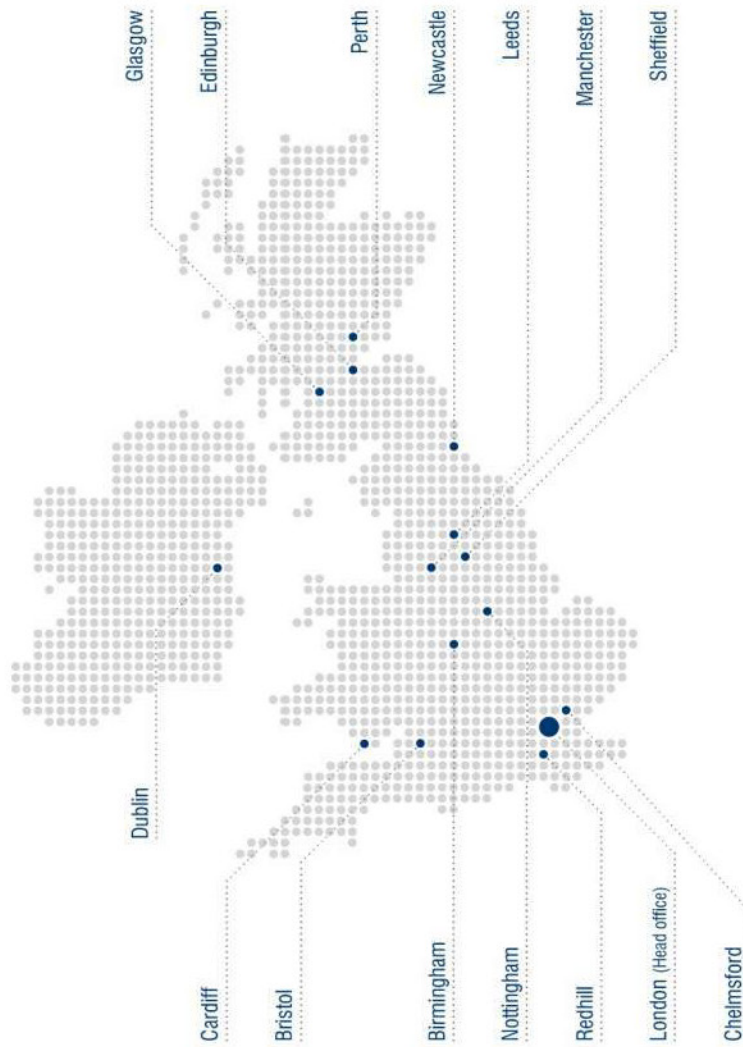 Glasgow
Edinburgh
Perth
Newcastle
Leeds
Manchester
Sheffield
Dublin
Cardiff
Bristol
Birmingham
Nottingham
Redhill
London (Head office)
Chelmsford